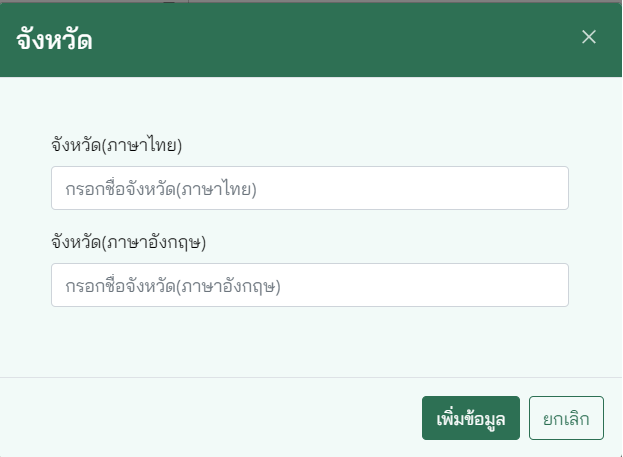 จังหวัด
จังหวัด(ภาษาไทย)
กรอกชื่อจังหวัด(ภาษาไทย)
จังหวัด(ภาษาอังกฤษ)
กรอกชื่อจังหวัด(ภาษาอังกฤษ)
เพิ่มข้อมูล ยกเลิก